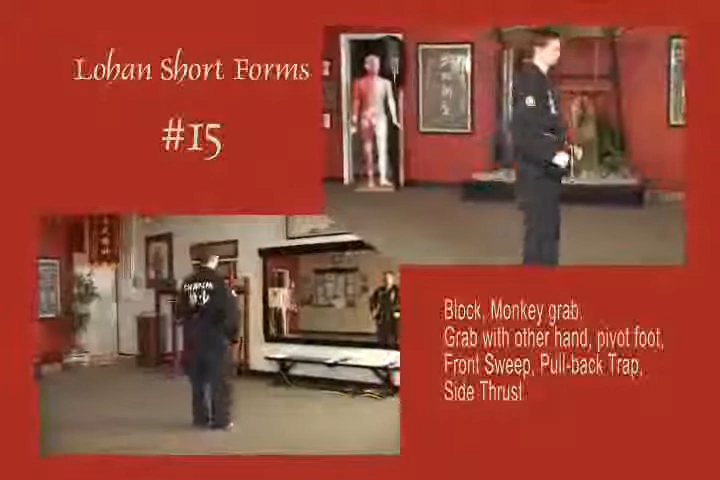 Lohan Short Forms
#15
Block, Monkey grab.
Grab with other hand, pivot foot,
Front Sweep, Pull-back Trap,
Side Thrust